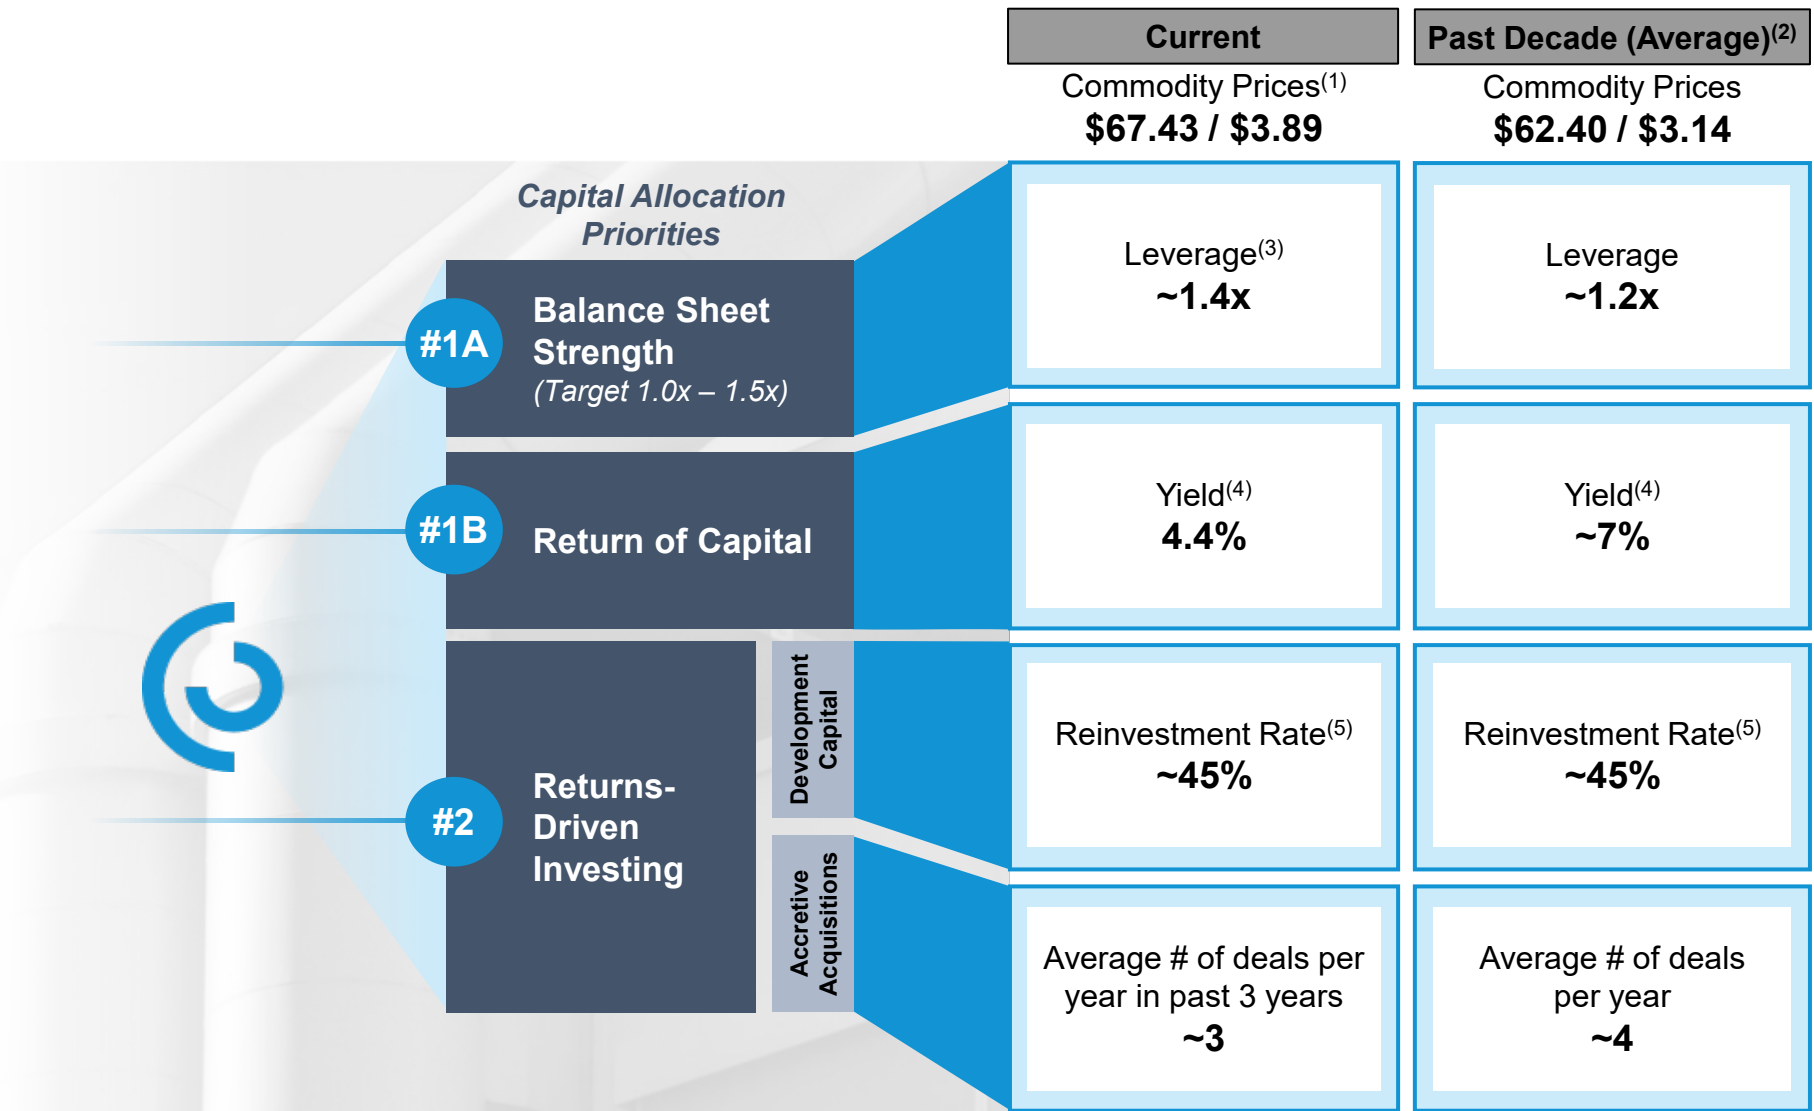 Current
Past Decade (Average)(2)
Commodity Prices(1)
$67.43 / $3.89
Commodity Prices
$62.40 / $3.14
Capital Allocation
Priorities
#1A
Balance Sheet
Strength
(Target 1.0x – 1.5x)
Leverage(3)
~1.4x
Leverage
~1.2x
#1B
Return of Capital
Yield(4)
4.4%
Yield(4)
~7%
#2
Returns-
Driven
Investing
Development
Capital
Reinvestment Rate(5)
~45%
Reinvestment Rate(5)
~45%
Accretive
Acquisitions
Average # of deals per
year in past 3 years
~3
Average # of deals
per year
~4